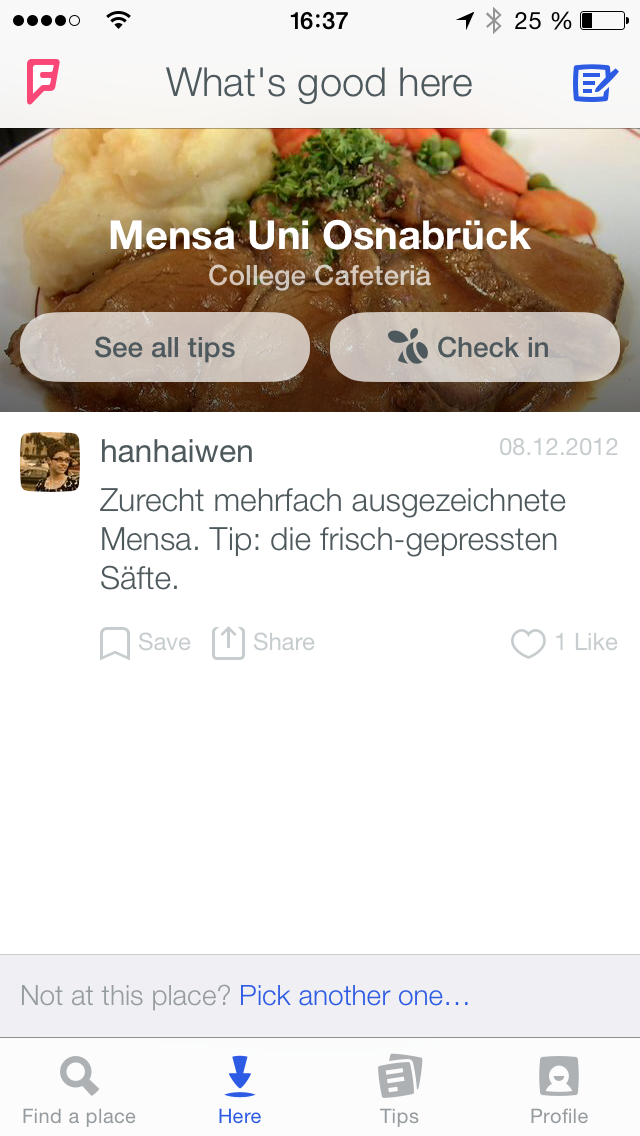 16:37
25 %
What's good here
Mensa Uni Osnabrück
College Cafeteria
See all tips
Check in
hanhaiwen
08.12.2012
Zurecht mehrfach ausgezeichnete
Mensa. Tip: die frisch-gepressten
Säfte.
Save
Share
1 Like
Not at this place? Pick another one...
Find a place
Here
Tips
Profile